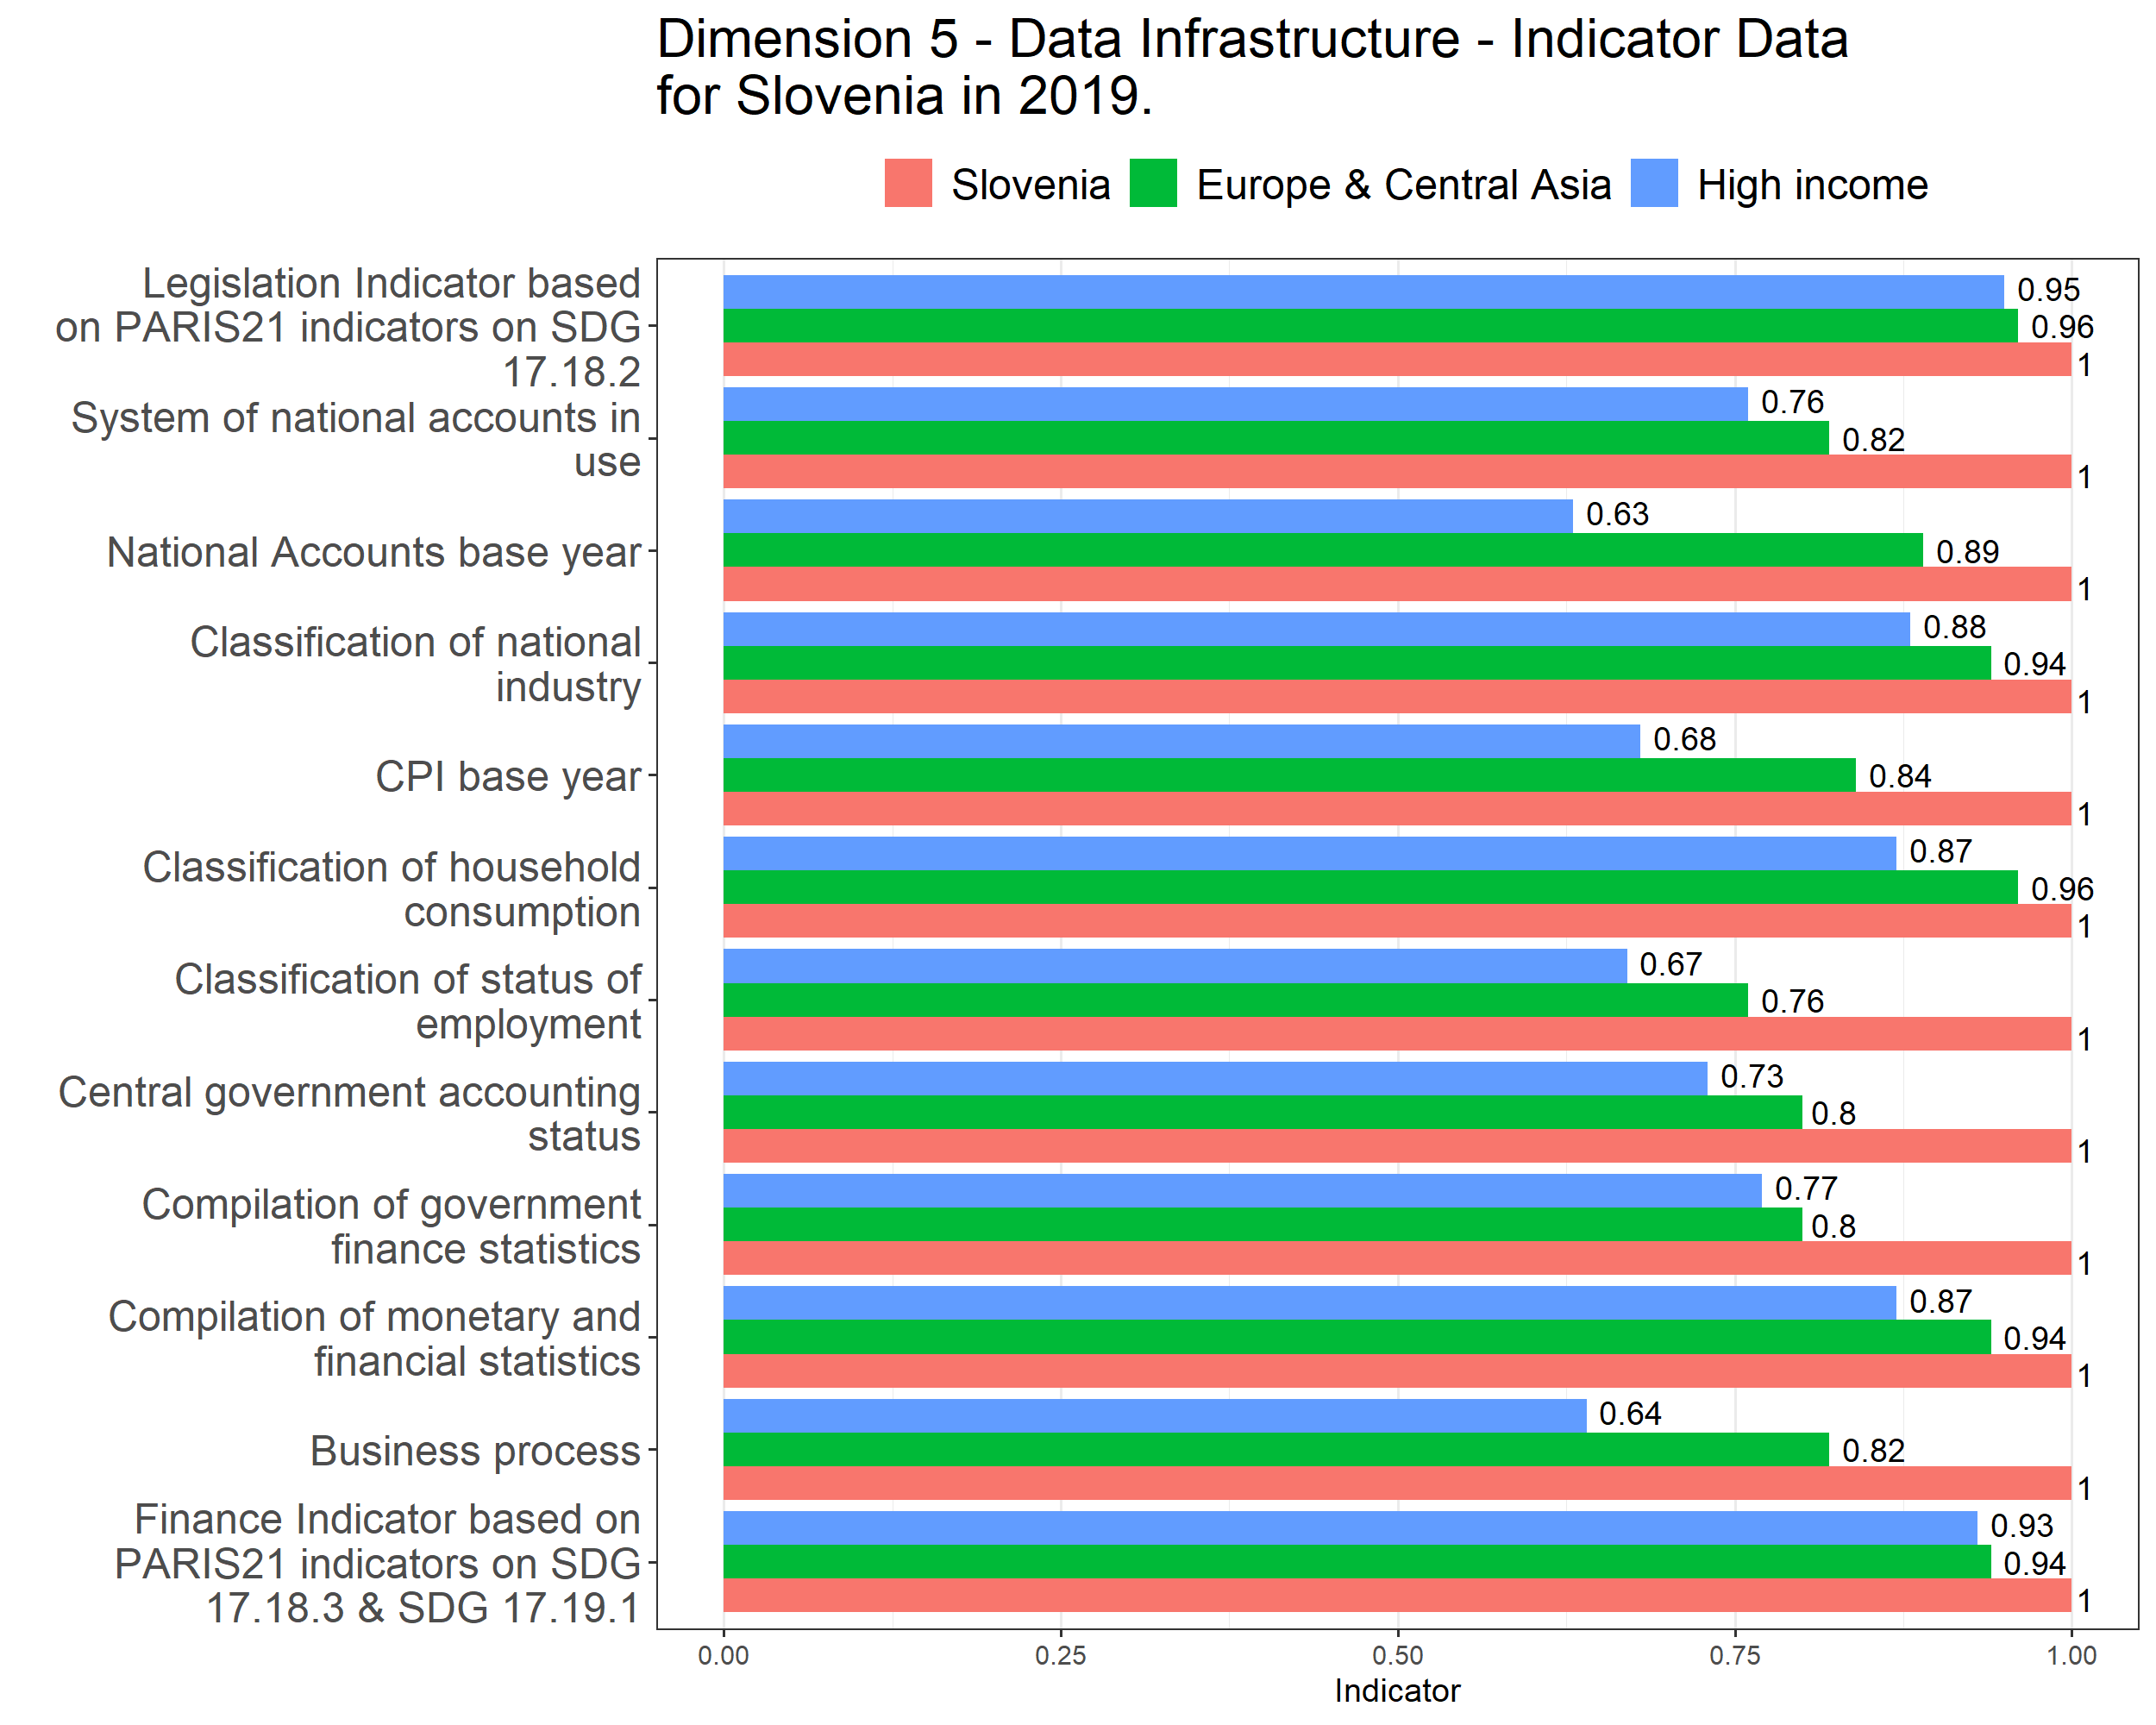 Dimension 5 - Data Infrastructure - Indicator Data
for Slovenia in 2019.
Slovenia Europe & Central Asia High income
Legislation Indicator based
on PARIS21 indicators on SDG
17.18.2
0.95
0.96
1
System of national accounts in
use
0.76
0.82
1
National Accounts base year
0.63
0.89
1
Classification of national
industry
0.88
0.94
1
CPI base year
0.68
0.84
1
Classification of household
consumption
0.87
0.96
1
Classification of status of
employment
0.67
0.76
1
Central government accounting
status
0.73
0.8
1
Compilation of government
finance statistics
0.77
0.8
1
Compilation of monetary and
financial statistics
0.87
0.94
1
Business process
0.64
0.82
1
Finance Indicator based on
PARIS21 indicators on SDG
17.18.3 & SDG 17.19.1
0.93
0.94
1
0.00 0.25 0.50 0.75 1.00
Indicator